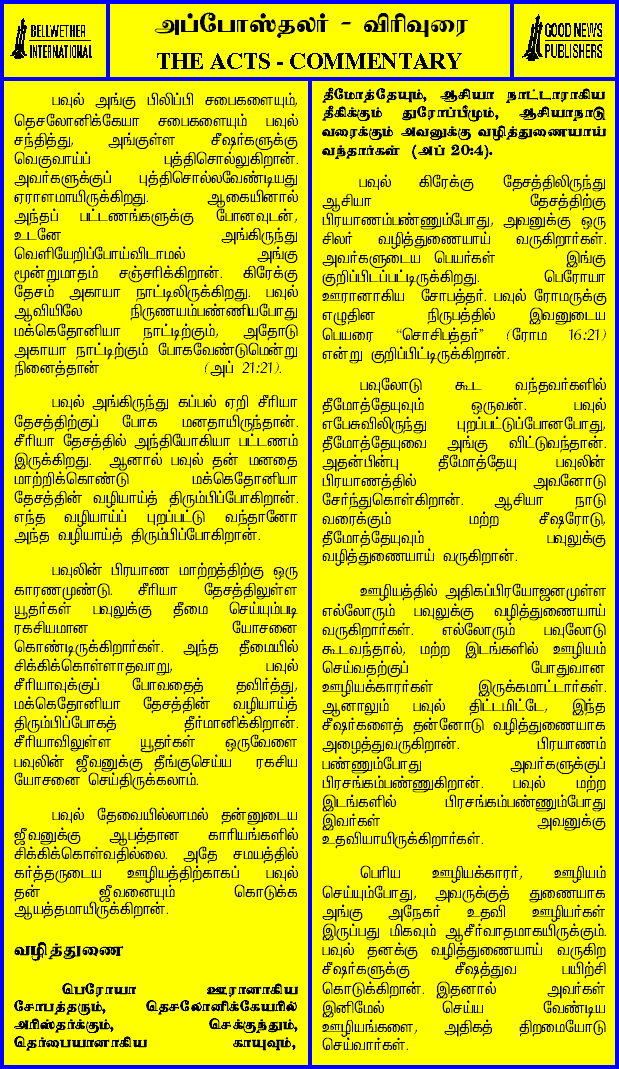 BELLWETHER
INTERNATIONAL
அப்போஸ்தலர் - விரிவுரை
THE ACTS - COMMENTARY
GOOD NEWS
PUBLISHERS
பவுல் அங்கு பிலிப்பி சபைகளையும்,
தெசலோனிக்கேயா சபைகளையும் பவுல்
சந்தித்து, அங்குள்ள சீஷர்களுக்கு
வெகுவாய்ப் புத்திசொல்லுகிறான்.
அவர்களுக்குப் புத்திசொல்லவேண்டியது
ஏராளமாயிருக்கிறது. ஆகையினால்
அந்தப் பட்டணங்களுக்கு போனவுடன்,
உடனே அங்கிருந்து
வெளியேறிப்போய்விடாமல் அங்கு
மூன்றுமாதம் சஞ்சரிக்கிறான். கிரேக்கு
தேசம் அகாயா நாட்டிலிருக்கிறது. பவுல்
ஆவியிலே நிருணயம்பண்ணியபோது
மக்கெதோனியா நாட்டிற்கும், அதோடு
அகாயா நாட்டிற்கும் போகவேண்டுமென்று
நினைத்தான் (அப் 21:21).
பவுல் அங்கிருந்து கப்பல் ஏறி சீரியா
தேசத்திற்குப் போக மனதாயிருந்தான்.
சீரியா தேசத்தில் அந்தியோகியா பட்டணம்
இருக்கிறது. ஆனால் பவுல் தன் மனதை
மாற்றிக்கொண்டு மக்கெதோனியா
தேசத்தின் வழியாய்த் திரும்பிப்போகிறான்.
எந்த வழியாய்ப் புறப்பட்டு வந்தானோ
அந்த வழியாய்த் திரும்பிப்போகிறான்.
பவுலின் பிரயாண மாற்றத்திற்கு ஒரு
காரணமுண்டு. சீரியா தேசத்திலுள்ள
யூதர்கள் பவுலுக்கு தீமை செய்யும்படி
ரகசியமான யோசனை
கொண்டிருக்கிறார்கள். அந்த தீமையில்
சிக்கிக்கொள்ளாதவாறு, பவுல்
சீரியாவுக்குப் போவதைத் தவிர்த்து,
மக்கெதோனியா தேசத்தின் வழியாய்த்
திரும்பிப்போகத் தீர்மானிக்கிறான்.
சீரியாவிலுள்ள யூதர்கள் ஒருவேளை
பவுலின் ஜீவனுக்கு தீங்குசெய்ய ரகசிய
யோசனை செய்திருக்கலாம்.
பவுல் தேவையில்லாமல் தன்னுடைய
ஜீவனுக்கு ஆபத்தான காரியங்களில்
சிக்கிக்கொள்வதில்லை. அதே சமயத்தில்
கர்த்தருடைய ஊழியத்திற்காகப் பவுல்
தன் ஜீவனையும் கொடுக்க
ஆயத்தமாயிருக்கிறான்.
வழித்துணை
பெரோயா ஊரானாகிய
சோபத்தரும், தெசலோனிக்கேயரில்
அரிஸ்தர்க்கும், செக்குந்தும்,
தெர்பையானாகிய காயுவும்,
தீமோத்தேயும், ஆசியா நாட்டாராகிய
தீகிக்கும் துரோப்பீமும், ஆசியாநாடு
வரைக்கும் அவனுக்கு வழித்துணையாய்
வந்தார்கள் (அப் 20:4).
பவுல் கிரேக்கு தேசத்திலிருந்து
ஆசியா தேசத்திற்கு
பிரயாணம்பண்ணும்போது, அவனுக்கு ஒரு
சிலர் வழித்துணையாய் வருகிறார்கள்.
அவர்களுடைய பெயர்கள் இங்கு
குறிப்பிடப்பட்டிருக்கிறது. பெரோயா
ஊரானாகிய சோபத்தர். பவுல் ரோமருக்கு
எழுதின நிருபத்தில் இவனுடைய
பெயரை “சொசிபத்தர்” (ரோம 16:21)
என்று குறிப்பிட்டிருக்கிறான்.
பவுலோடு கூட வந்தவர்களில்
தீமோத்தேயுவும் ஒருவன். பவுல்
எபேசுவிலிருந்து புறப்பட்டுப்போனபோது,
தீமோத்தேயுவை அங்கு விட்டுவந்தான்.
அதன்பின்பு தீமோத்தேயு பவுலின்
பிரயாணத்தில் அவனோடு
சேர்ந்துகொள்கிறான். ஆசியா நாடு
வரைக்கும் மற்ற சீஷரோடு,
தீமோத்தேயுவும் பவுலுக்கு
வழித்துணையாய் வருகிறான்.
ஊழியத்தில் அதிகப்பிரயோஜனமுள்ள
எல்லோரும் பவுலுக்கு வழித்துணையாய்
வருகிறார்கள். எல்லோரும் பவுலோடு
கூடவந்தால், மற்ற இடங்களில் ஊழியம்
செய்வதற்குப் போதுவான
ஊழியக்காரர்கள் இருக்கமாட்டார்கள்.
ஆனாலும் பவுல் திட்டமிட்டே, இந்த
சீஷர்களைத் தன்னோடு வழித்துணையாக
அழைத்துவருகிறான். பிரயாணம்
பண்ணும்போது அவர்களுக்குப்
பிரசங்கம்பண்ணுகிறான். பவுல் மற்ற
இடங்களில் பிரசங்கம்பண்ணும்போது
இவர்கள் அவனுக்கு
உதவியாயிருக்கிறார்கள்.
பெரிய ஊழியக்காரர், ஊழியம்
செய்யும்போது, அவருக்குத் துணையாக
அங்கு அநேகர் உதவி ஊழியர்கள்
இருப்பது மிகவும் ஆசீர்வாதமாகயிருக்கும்.
பவுல் தனக்கு வழித்துணையாய் வருகிற
சீஷர்களுக்கு சீஷத்துவ பயிற்சி
கொடுக்கிறான். இதனால் அவர்கள்
இனிமேல் செய்ய வேண்டிய
ஊழியங்களை, அதிகத் திறமையோடு
செய்வார்கள்.